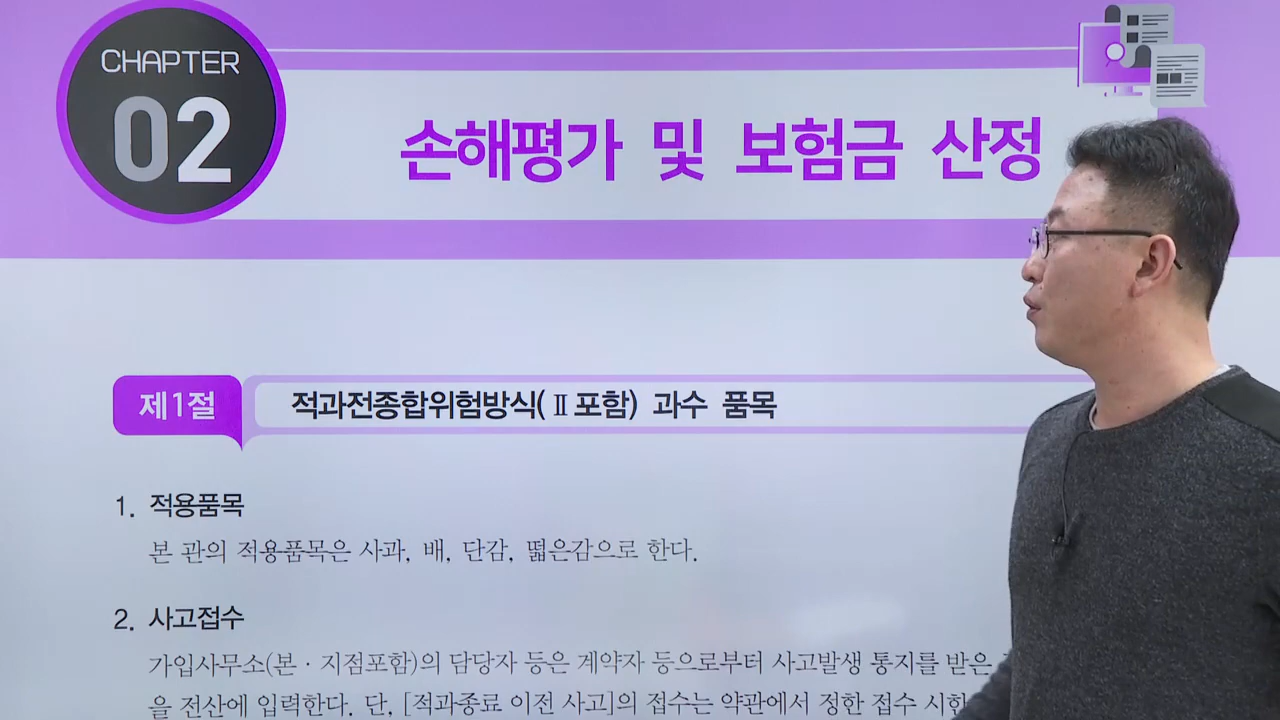 CHAPTER
02
손해평가 및 보험금 산정
제1절
적과전종합위험방식(Ⅱ포함) 과수 품목
1. 적용품목
본 관의 적용품목은 사과, 배, 단감, 떫은감으로 한다.
2. 사고접수
가입사무소(본·지점포함)의 담당자 등은 계약자 등으로부터 사고발생 통지를 받은
을 전산에 입력한다. 단, [적과종료 이전 사고]의 접수는 약관에서 정한 접수 시한